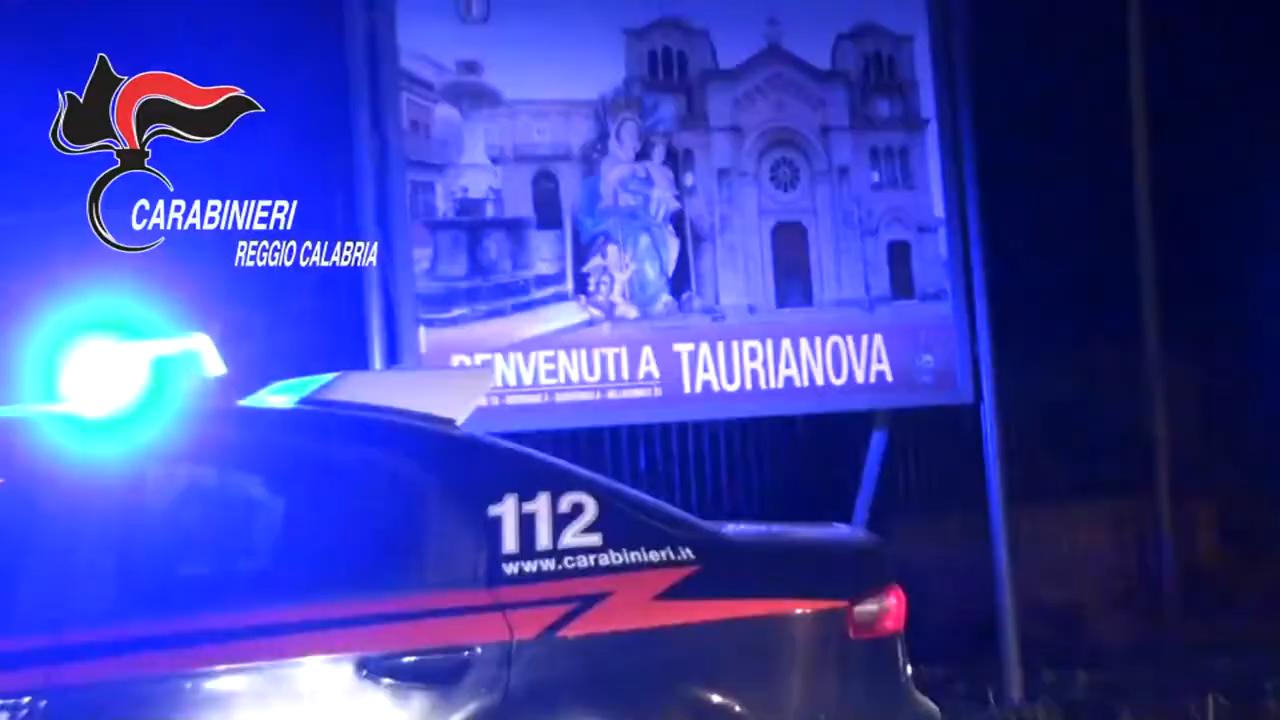 CARABINIERI
REGGIO CALABRIA
BENVENUTI A TAURIANOVA
112
www.carabinieri.it